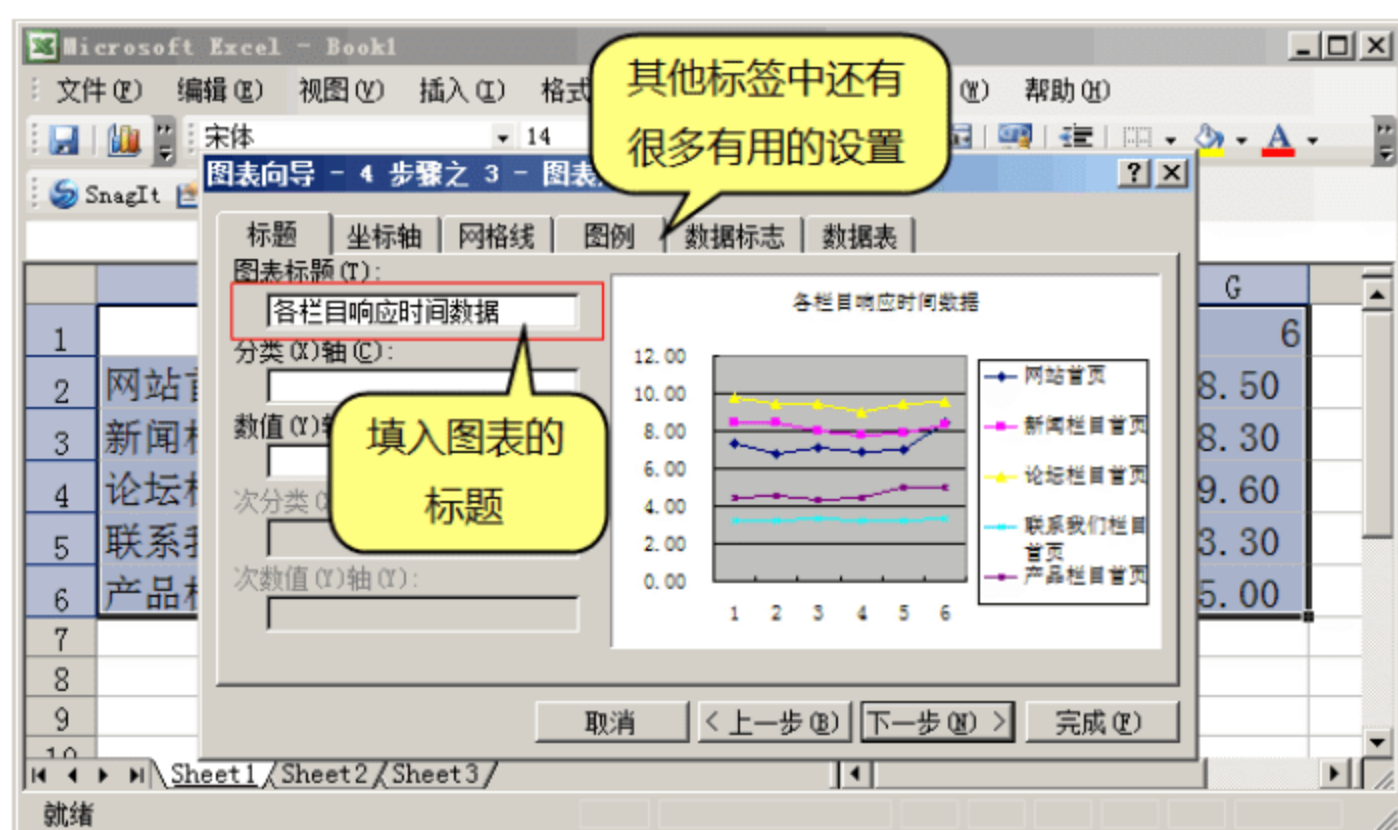 Microsoft Excel - Book1
文件(F) 编辑(E) 视图(V) 插入(I) 格式 (W) 帮助(H)
其他标签中还有
很多有用的设置
宋体 14
图表向导 - 4 步骤之 3 - 图表
SnagIt
标题 坐标轴 网格线 图例 数据标志 数据表
图表标题(T):
各栏目响应时间数据
分类(X)轴(C):
数值(Y)
填入图表的
标题
次分类
次数值(Y)轴(Y):
各栏目响应时间数据
12.00
10.00
8.00
6.00
4.00
2.00
0.00
1 2 3 4 5 6
网站首页
新闻栏目首页
论坛栏目首页
联系我们栏目
首页
产品栏目首页
取消 <上一步(B) 下一步(N)> 完成(F)
G
1 6
2 网站 8.50
3 新闻 8.30
4 论坛 9.60
5 联系 3.30
6 产品 5.00
7
8
9
10
Sheet1 Sheet2 Sheet3
就绪